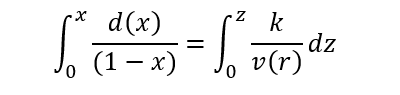 ∫₀ˣ d(x)/(1 − x) = ∫₀ᶻ k/v(r) dz